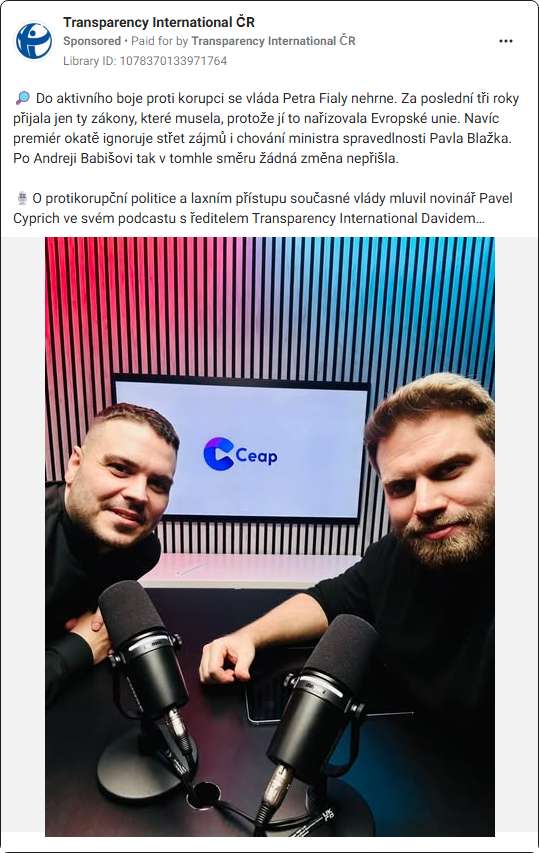 Transparency International ČR
Sponsored • Paid for by Transparency International ČR
Library ID: 1078370133971764
🔎 Do aktivního boje proti korupci se vláda Petra Fialy nehrne. Za poslední tři roky
přijala jen ty zákony, které musela, protože jí to nařizovala Evropské unie. Navíc
premiér okatě ignoruje střet zájmů i chování ministra spravedlnosti Pavla Blažka.
Po Andreji Babišovi tak v tomhle směru žádná změna nepřišla.
🎙️ O protikorupční politice a laxním přístupu současné vlády mluvil novinář Pavel
Cyprich ve svém podcastu s ředitelem Transparency International Davidem…
Ceap